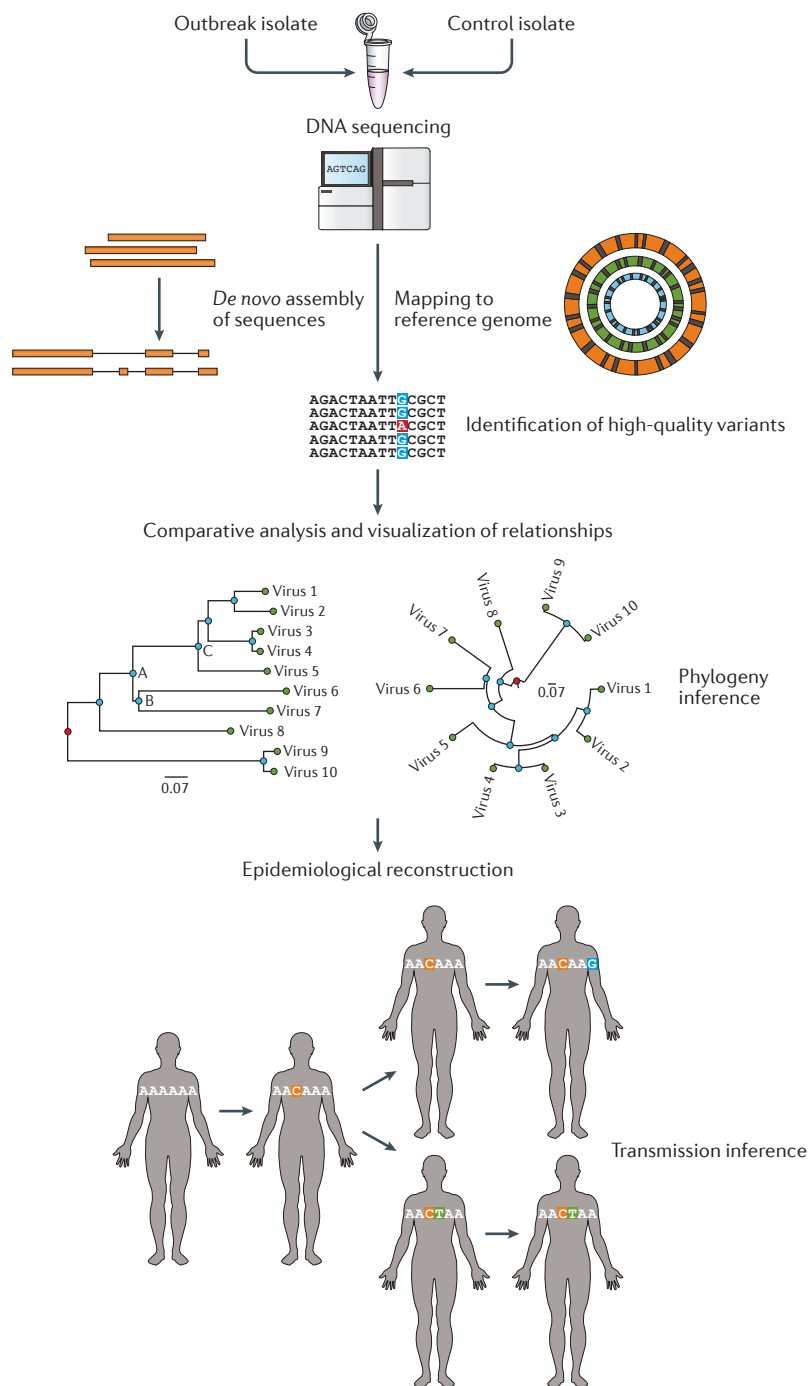 Outbreak isolate
Control isolate
DNA sequencing
AGTCAG
De novo assembly
of sequences
Mapping to
reference genome
AGACTAATTGCGCT
AGACTAATTGCGCT
AGACTAATTACGCT
AGACTAATTGCGCT
AGACTAATTGCGCT
Identification of high-quality variants
Comparative analysis and visualization of relationships
Virus 1
Virus 2
Virus 3
Virus 4
Virus 5
Virus 6
Virus 7
Virus 8
Virus 9
Virus 10
A
B
C
0.07
Virus 9
Virus 10
Virus 8
Virus 7
Virus 6
Virus 5
Virus 4
Virus 3
Virus 2
Virus 1
0.07
Phylogeny
inference
Epidemiological reconstruction
AACAAA
AACAAG
AAAAAA
AACAAA
Transmission inference
AACTAA
AACTAA